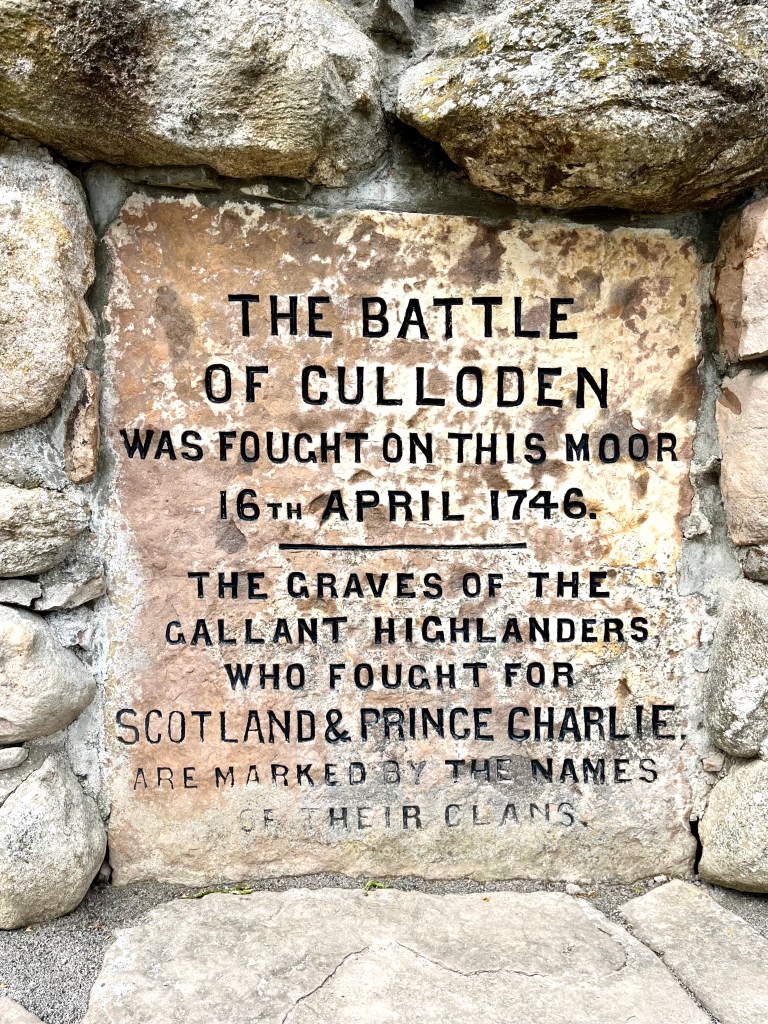 THE BATTLE
OF CULLODEN
WAS FOUGHT ON THIS MOOR
16TH APRIL 1746.
THE GRAVES OF THE
GALLANT HIGHLANDERS
WHO FOUGHT FOR
SCOTLAND & PRINCE CHARLIE.
ARE MARKED BY THE NAMES
OF THEIR CLANS.